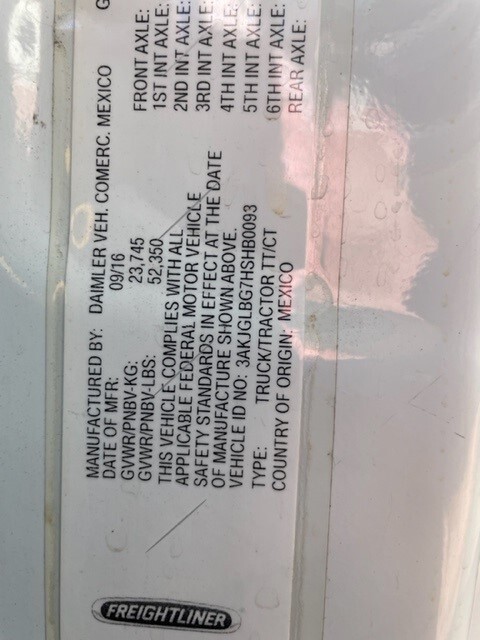 FREIGHTLINER
MANUFACTURED BY: DAIMLER VEH. COMERC. MEXICO G
DATE OF MFR: 09/16
GVWR/PNBV-KG: 23,745 FRONT AXLE:
GVWR/PNBV-LBS: 52,350 1ST INT AXLE:
THIS VEHICLE COMPLIES WITH ALL 2ND INT AXLE:
APPLICABLE FEDERAL MOTOR VEHICLE 3RD INT AXLE:
SAFETY STANDARDS IN EFFECT AT THE DATE 4TH INT AXLE:
OF MANUFACTURE SHOWN ABOVE. 5TH INT AXLE:
VEHICLE ID NO: 3AKJGLBG7HSHB0093 6TH INT AXLE:
TYPE: TRUCK/TRACTOR TT/CT REAR AXLE:
COUNTRY OF ORIGIN: MEXICO